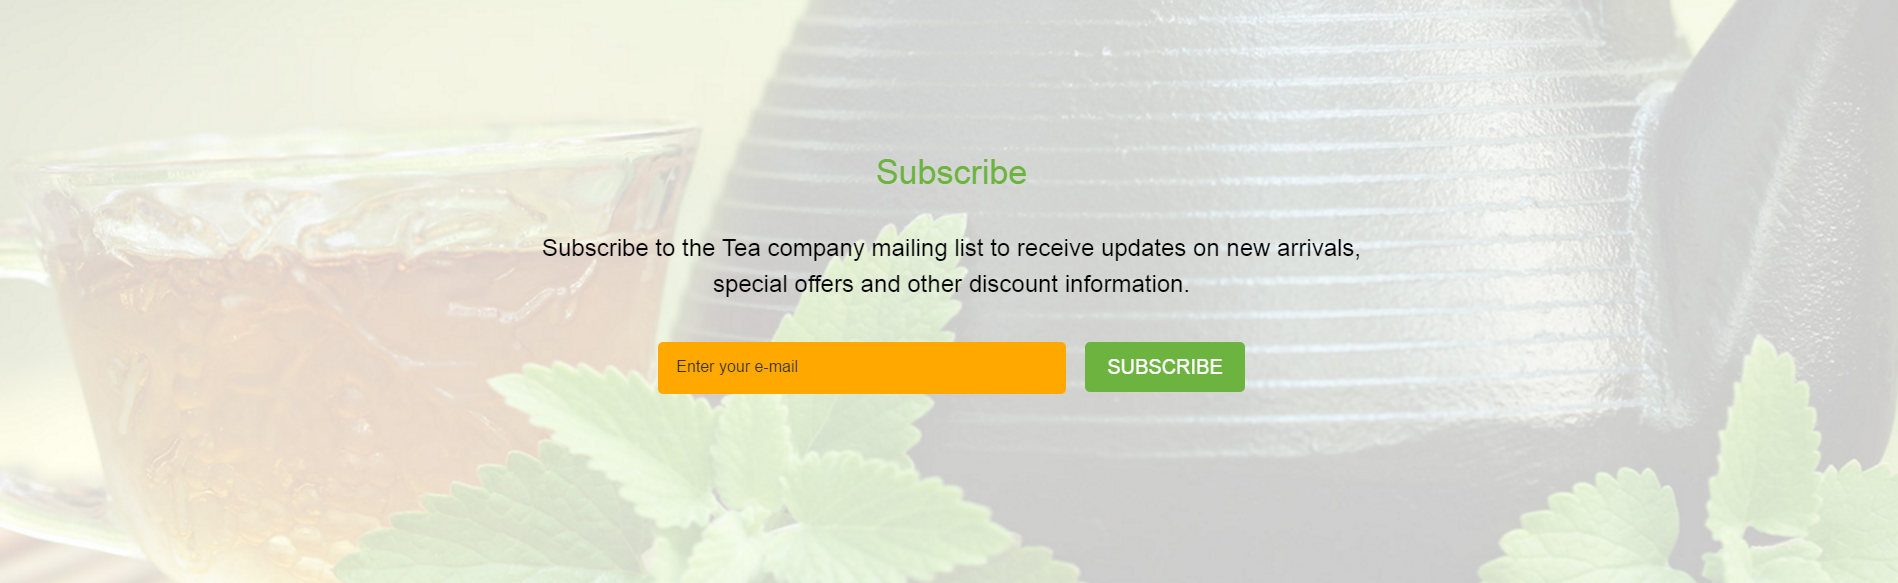 Subscribe
Subscribe to the Tea company mailing list to receive updates on new arrivals,
special offers and other discount information.
Enter your e-mail
SUBSCRIBE